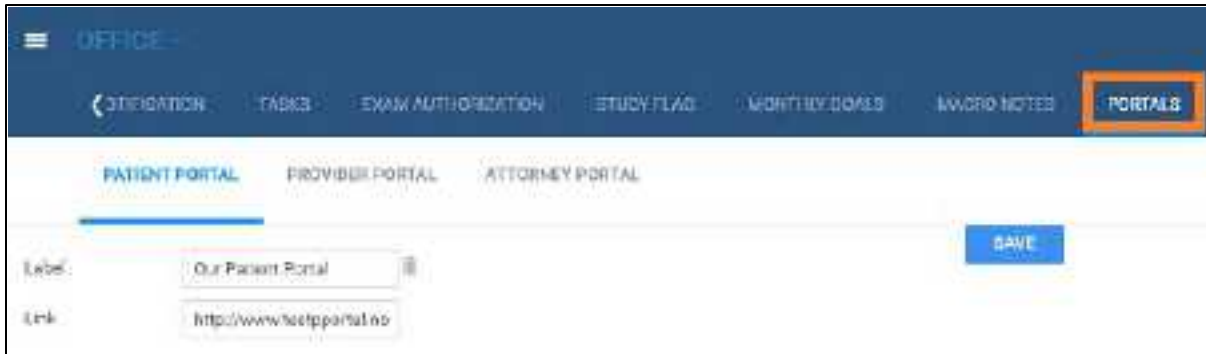 OFFICE
TASKS EXAM AUTHORIZATION STUDY FLAG MONTHLY GOALS MACRO NOTES PORTALS
PATIENT PORTAL PROVIDER PORTAL ATTORNEY PORTAL
SAVE
Label Our Patient Portal
Link